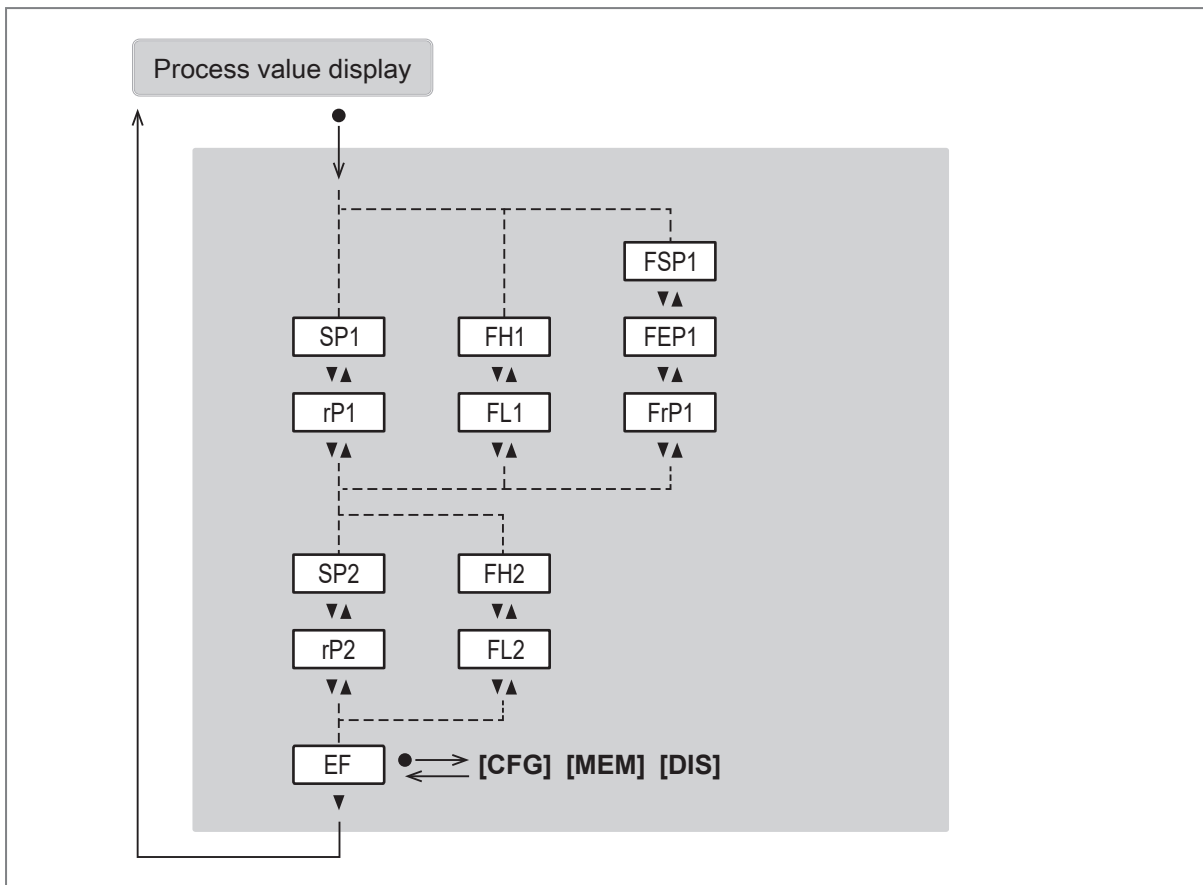 Process value display
FSP1
SP1 FH1 FEP1
rP1 FL1 FrP1
SP2 FH2
rP2 FL2
EF [CFG] [MEM] [DIS]